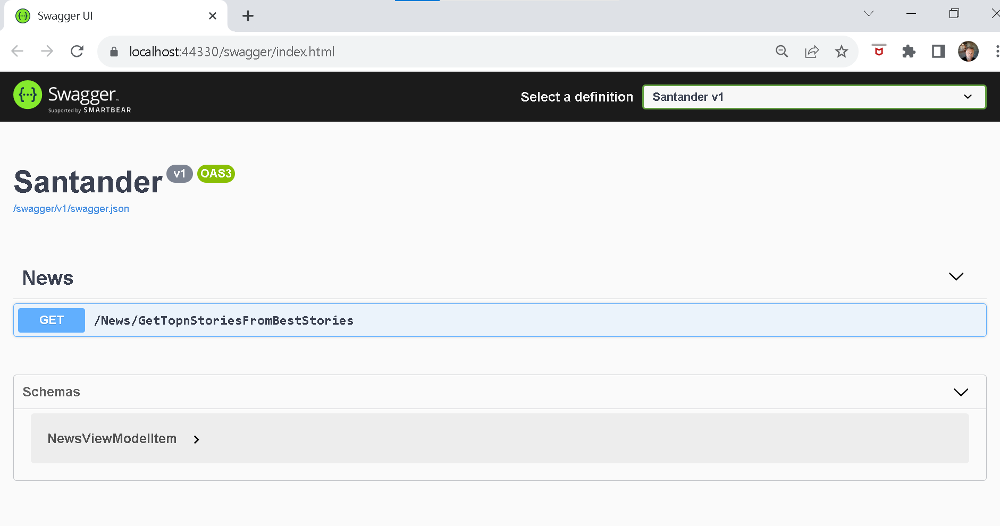 Swagger UI
localhost:44330/swagger/index.html
{···} Swagger™
Supported by SMARTBEAR
Select a definition
Santander v1
Santander v1 OAS3
/swagger/v1/swagger.json
News
GET /News/GetTopnStoriesFromBestStories
Schemas
NewsViewModelItem